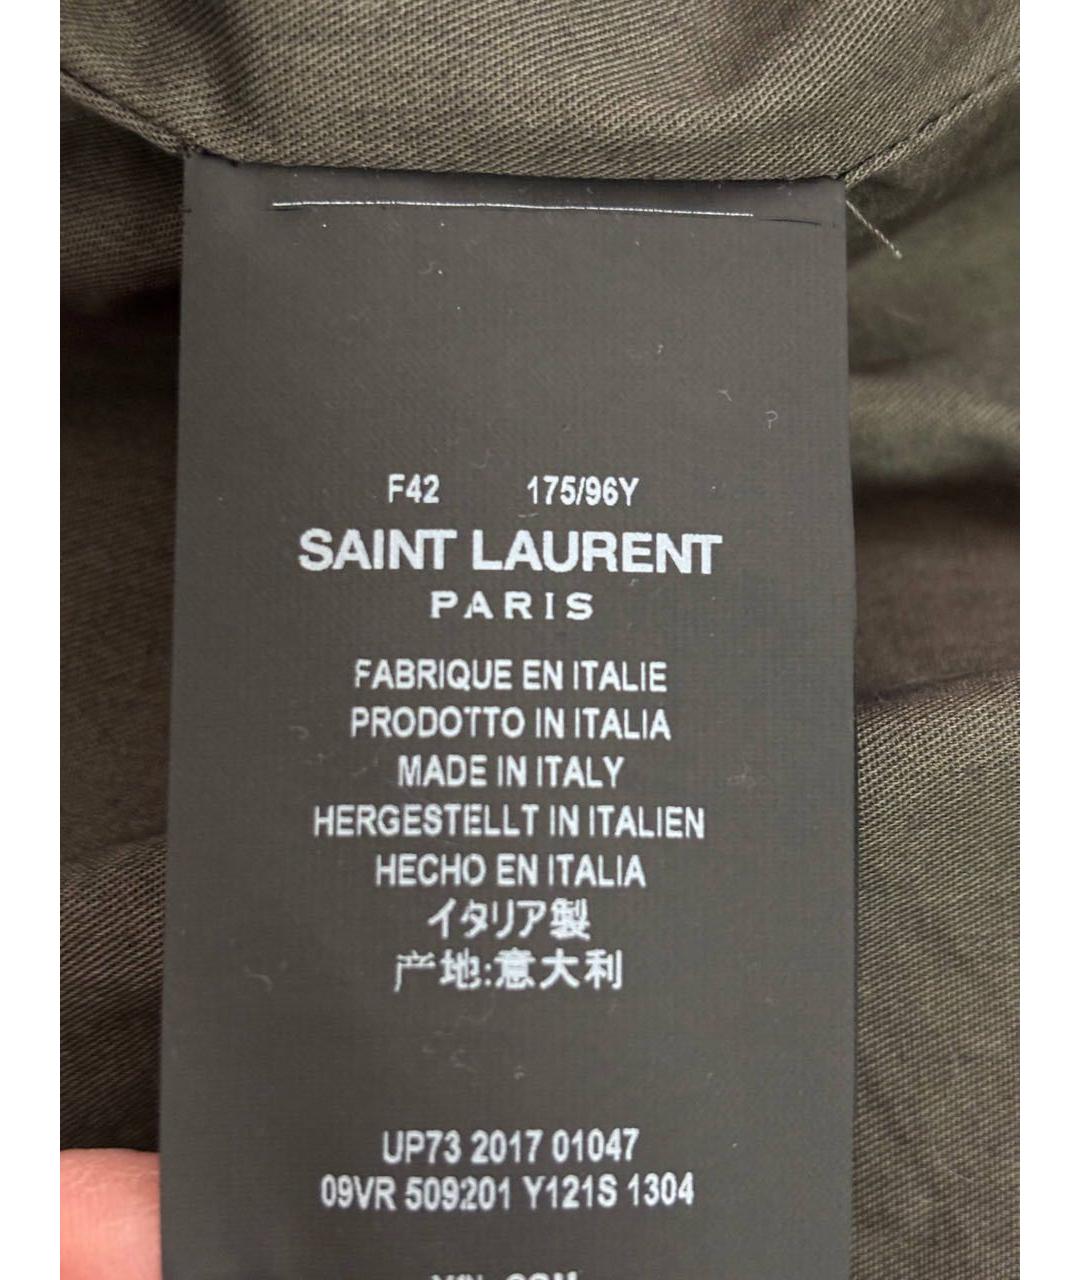 F42 175/96Y
SAINT LAURENT
PARIS
FABRIQUE EN ITALIE
PRODOTTO IN ITALIA
MADE IN ITALY
HERGESTELLT IN ITALIEN
HECHO EN ITALIA
イタリア製
产地:意大利
UP73 2017 01047
09VR 509201 Y121S 1304